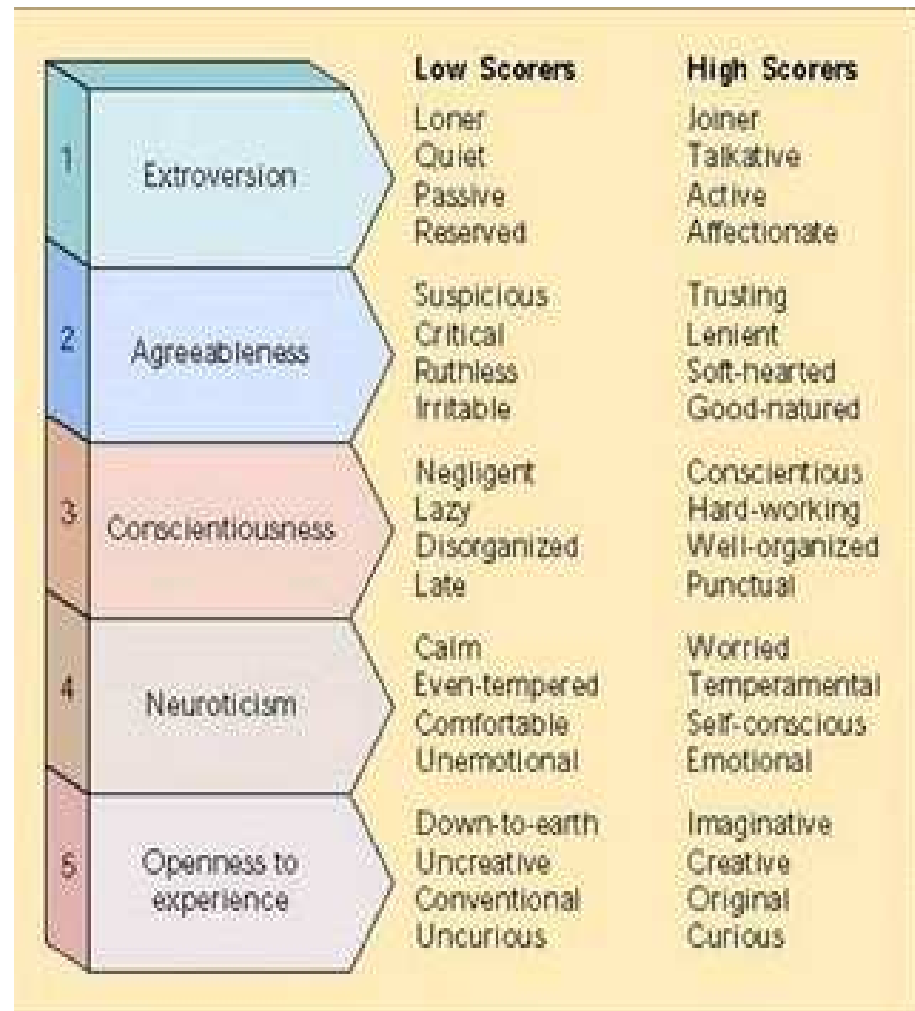 Low Scorers High Scorers
1
Extroversion
Loner Joiner
Quiet Talkative
Passive Active
Reserved Affectionate
2
Agreeableness
Suspicious Trusting
Critical Lenient
Ruthless Soft-hearted
Irritable Good-natured
3
Conscientiousness
Negligent Conscientious
Lazy Hard-working
Disorganized Well-organized
Late Punctual
4
Neuroticism
Calm Worried
Even-tempered Temperamental
Comfortable Self-conscious
Unemotional Emotional
5
Openness to
experience
Down-to-earth Imaginative
Uncreative Creative
Conventional Original
Uncurious Curious